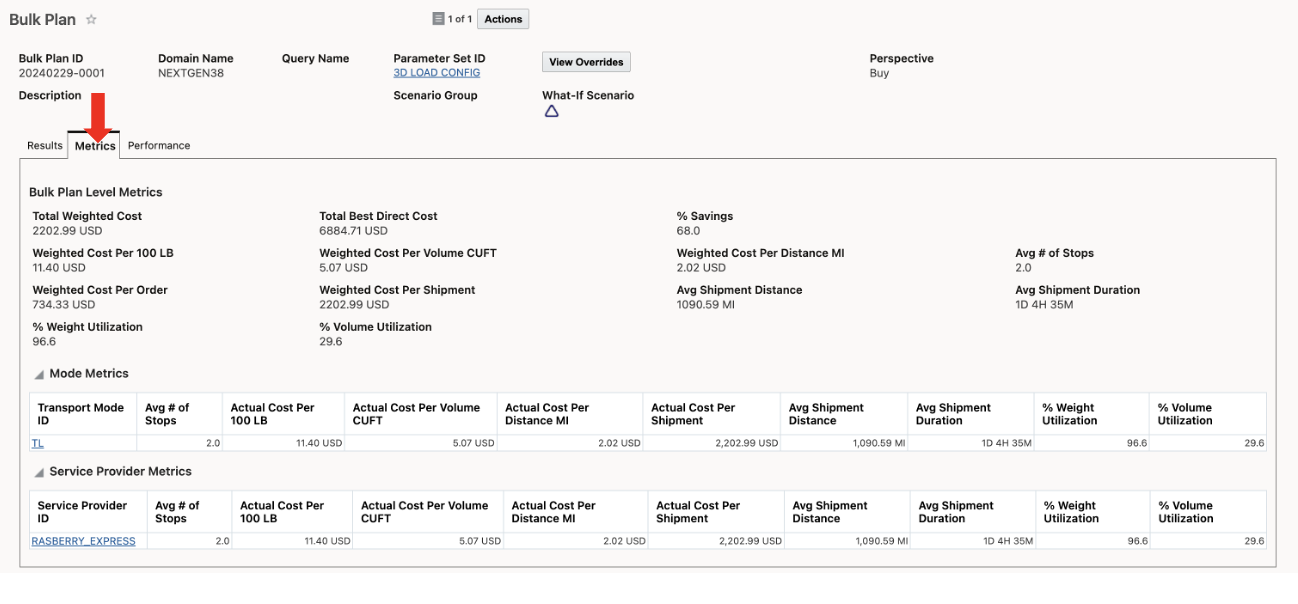 Bulk Plan
1 of 1 Actions
Bulk Plan ID Domain Name Query Name Parameter Set ID View Overrides Perspective
20240229-0001 NEXTGEN38 3D LOAD CONFIG Buy
Description Scenario Group What-If Scenario
Results Metrics Performance
Bulk Plan Level Metrics
Total Weighted Cost Total Best Direct Cost % Savings
2202.99 USD 6884.71 USD 68.0
Weighted Cost Per 100 LB Weighted Cost Per Volume CUFT Weighted Cost Per Distance MI Avg # of Stops
11.40 USD 5.07 USD 2.02 USD 2.0
Weighted Cost Per Order Weighted Cost Per Shipment Avg Shipment Distance Avg Shipment Duration
734.33 USD 2202.99 USD 1090.59 MI 1D 4H 35M
% Weight Utilization % Volume Utilization
96.6 29.6
Mode Metrics
Transport Mode Avg # of Actual Cost Per Actual Cost Per Volume Actual Cost Per Actual Cost Per Avg Shipment Avg Shipment % Weight % Volume
ID Stops 100 LB CUFT Distance MI Shipment Distance Duration Utilization Utilization
TL 2.0 11.40 USD 5.07 USD 2.02 USD 2,202.99 USD 1,090.59 MI 1D 4H 35M 96.6 29.6
Service Provider Metrics
Service Provider Avg # of Actual Cost Per Actual Cost Per Volume Actual Cost Per Actual Cost Per Avg Shipment Avg Shipment % Weight % Volume
ID Stops 100 LB CUFT Distance MI Shipment Distance Duration Utilization Utilization
RASBERRY_EXPRESS 2.0 11.40 USD 5.07 USD 2.02 USD 2,202.99 USD 1,090.59 MI 1D 4H 35M 96.6 29.6